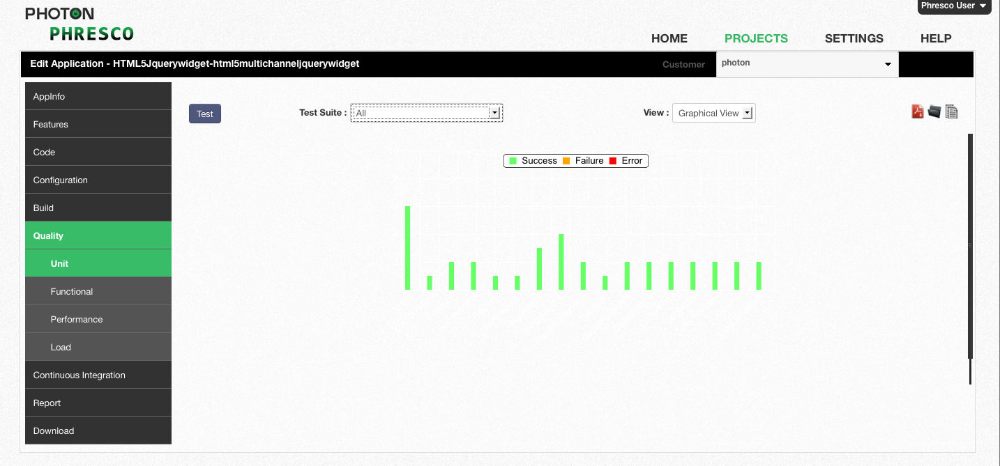 PHOTON
PHRESCO
Phresco User
HOME PROJECTS SETTINGS HELP
Edit Application - HTML5Jquerywidget-html5multichanneljquerywidget
Customer photon
AppInfo
Features
Code
Configuration
Build
Quality
Unit
Functional
Performance
Load
Continuous Integration
Report
Download
Test
Test Suite : All
View : Graphical View
Success Failure Error